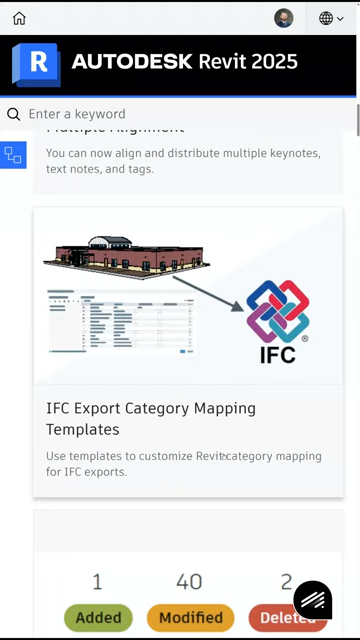 R AUTODESK Revit 2025
Enter a keyword
Multiple Alignment
You can now align and distribute multiple keynotes,
text notes, and tags.
IFC
®
IFC Export Category Mapping
Templates
Use templates to customize Revit category mapping
for IFC exports.
1 40 2
Added Modified Deleted